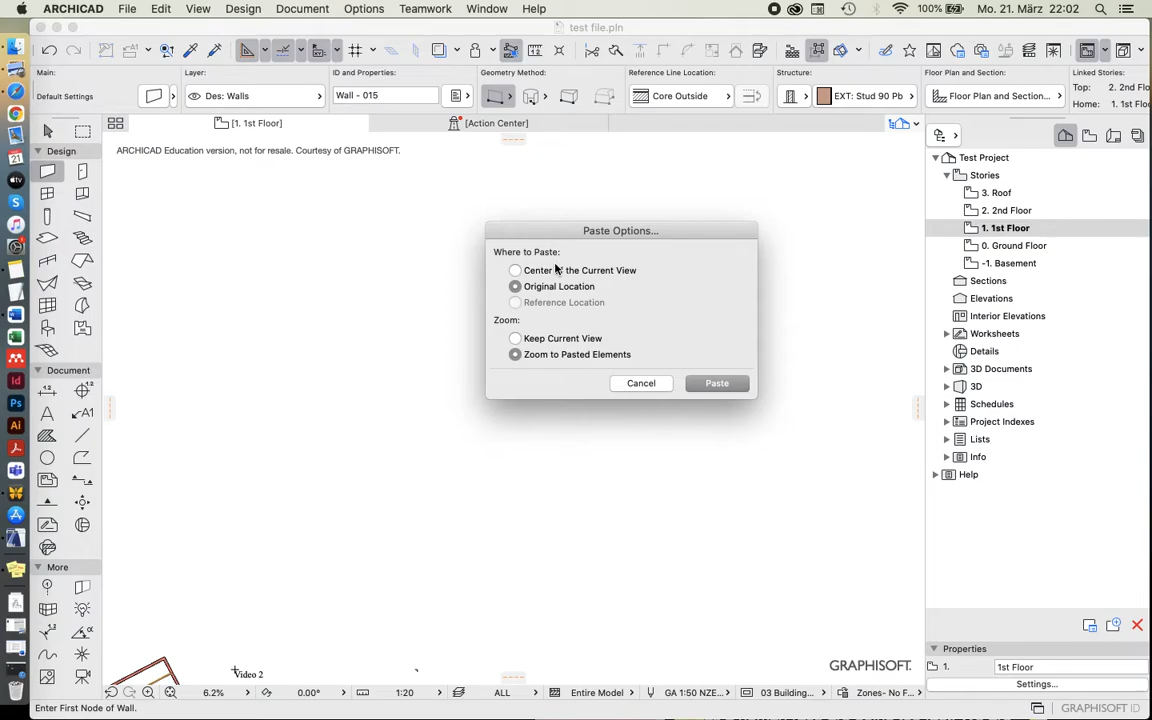 ARCHICAD File Edit View Design Document Options Teamwork Window Help 100% Mo. 21. März 22:02
test file.pln
Main: Layer: ID and Properties: Geometry Method: Reference Line Location: Structure: Floor Plan and Section: Linked Stories:
Default Settings Des: Walls Wall - 015 Core Outside EXT: Stud 90 Pb Floor Plan and Section... Top: 2. 2nd Flo
Home: 1. 1st Floo
[1. 1st Floor] [Action Center]
Design
ARCHICAD Education version, not for resale. Courtesy of GRAPHISOFT.
Paste Options...
Where to Paste:
Center of the Current View
Original Location
Reference Location
Zoom:
Keep Current View
Zoom to Pasted Elements
Cancel Paste
Test Project
Stories
3. Roof
2. 2nd Floor
1. 1st Floor
0. Ground Floor
-1. Basement
Sections
Elevations
Interior Elevations
Worksheets
Details
3D Documents
3D
Schedules
Project Indexes
Lists
Info
Help
Document
More
Video 2
GRAPHISOFT.
Properties
1. 1st Floor
Settings...
6.2% 0.00° 1:20 ALL Entire Model GA 1:50 NZE... 03 Building... Zones- No F...
Enter First Node of Wall.
GRAPHISOFT ID